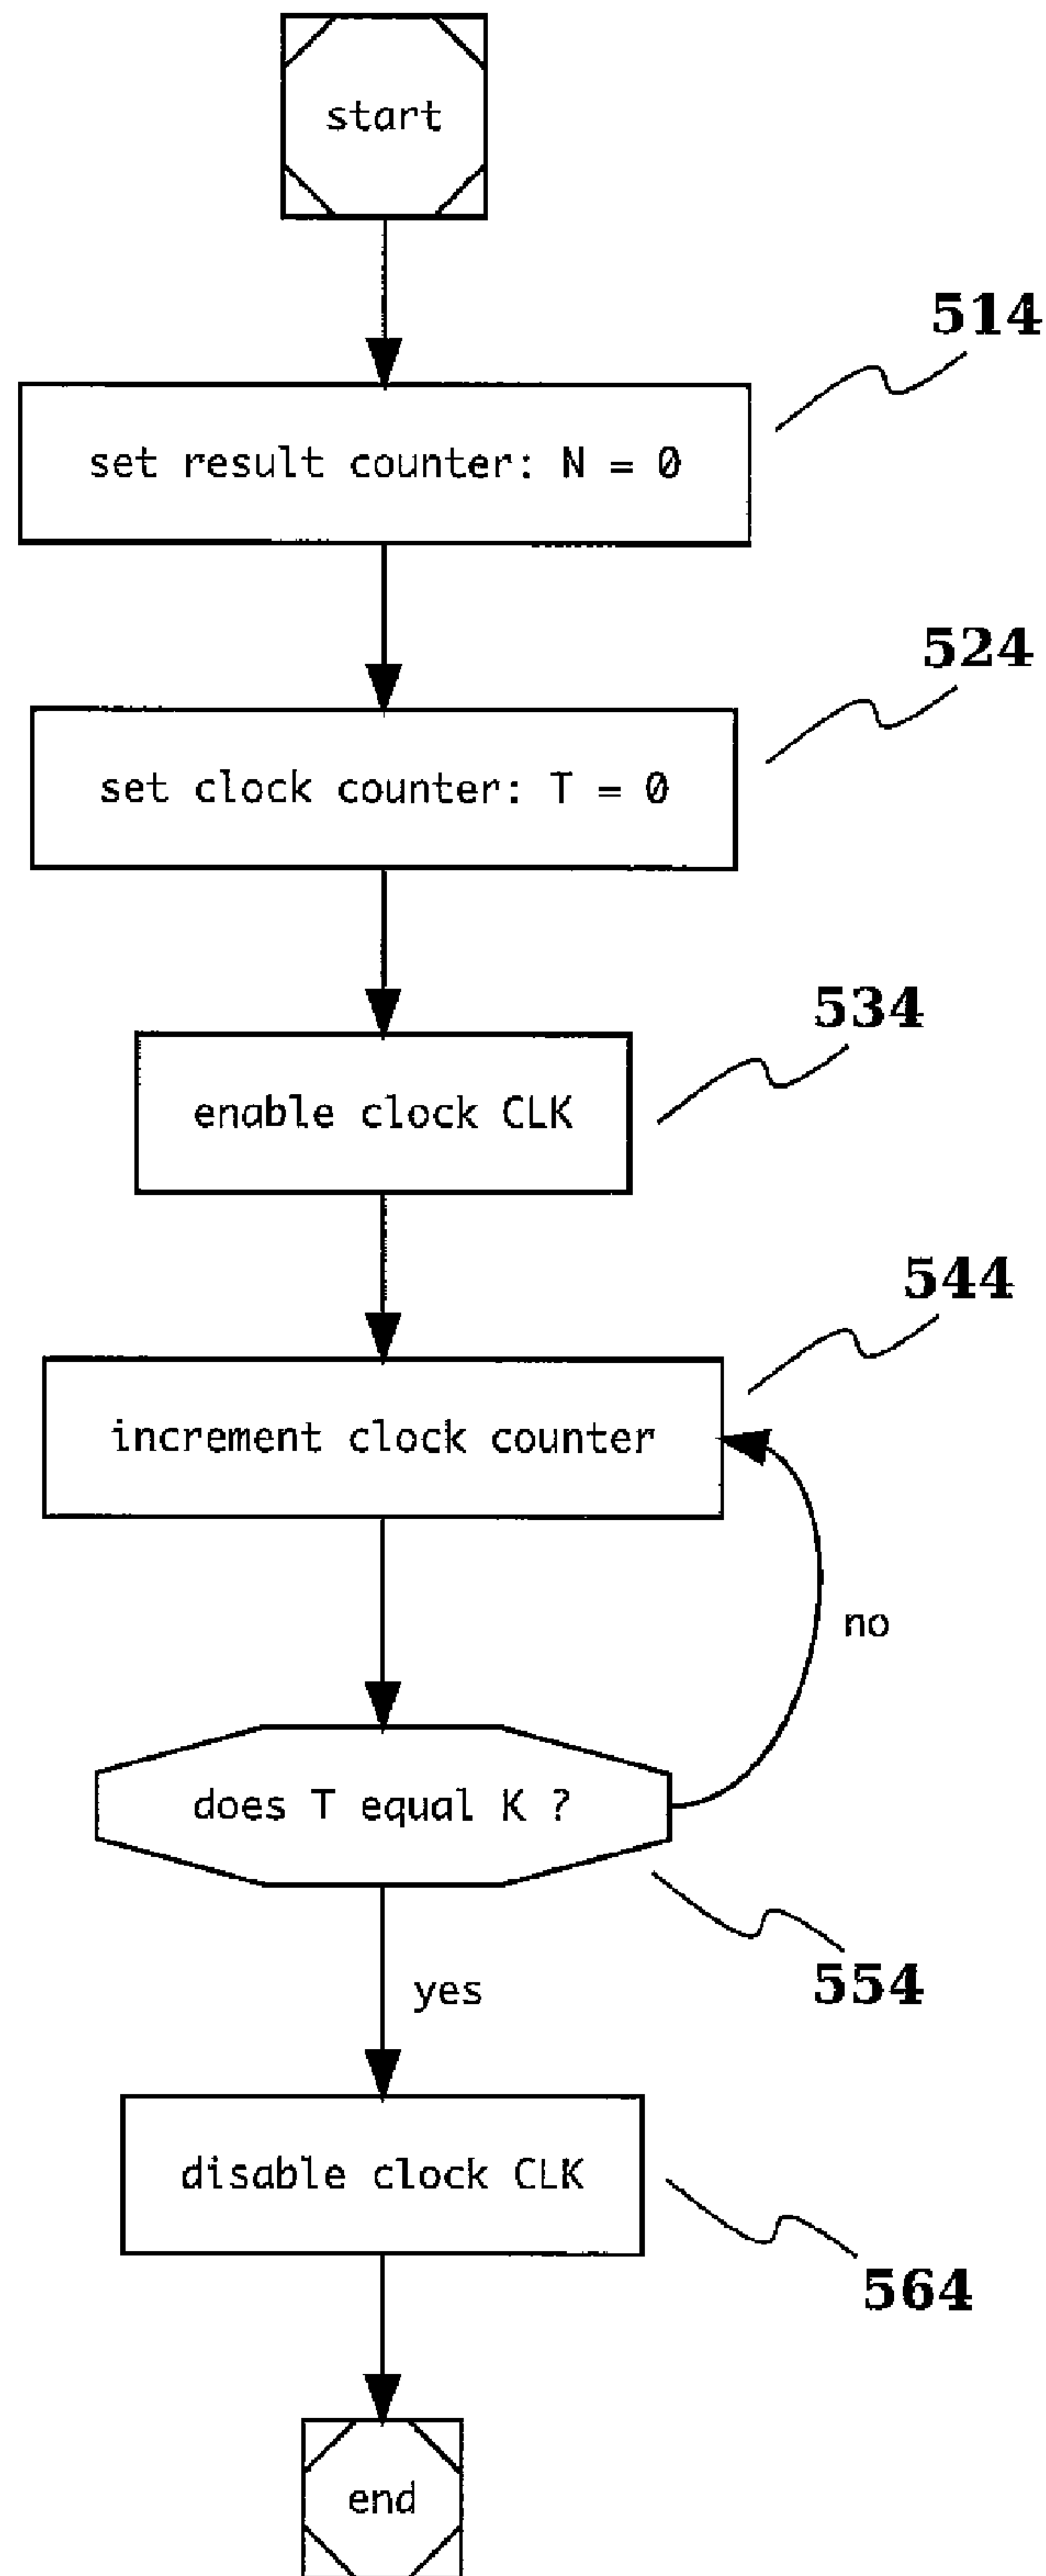 start
514
set result counter: N = 0
524
set clock counter: T = 0
534
enable clock CLK
544
increment clock counter
no
does T equal K ?
554
yes
disable clock CLK
564
end